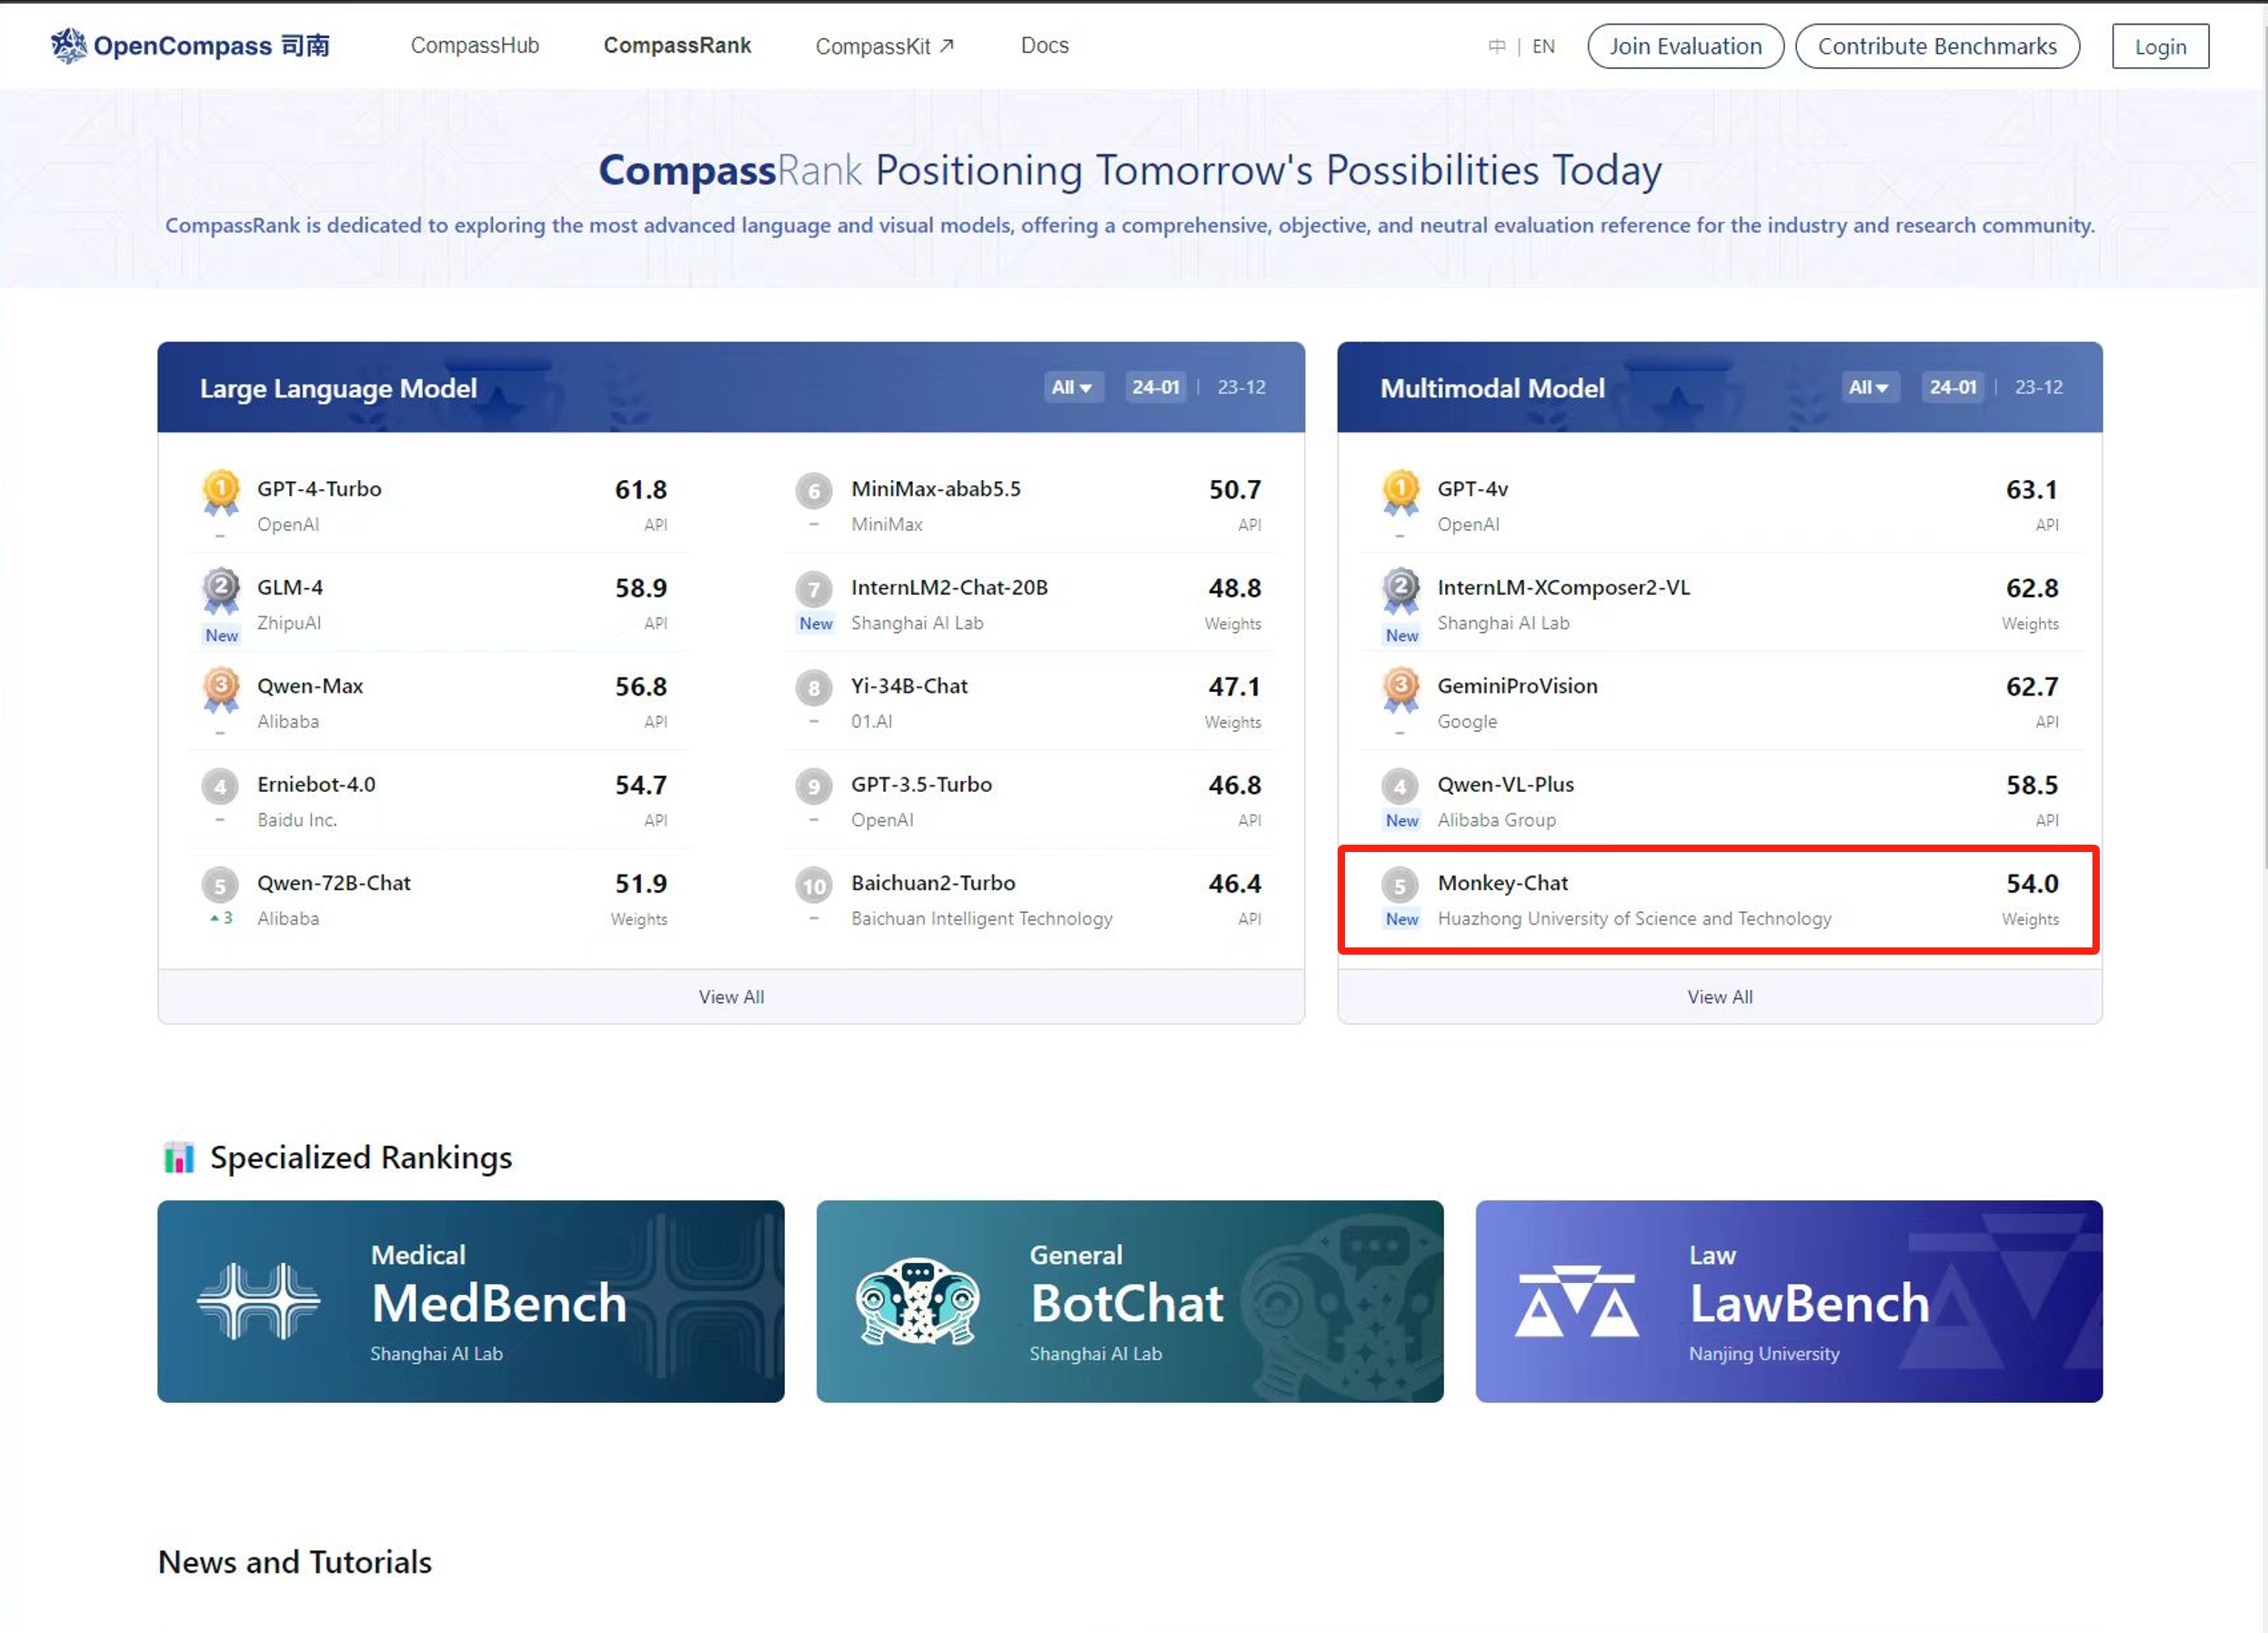 OpenCompass 司南
CompassHub
CompassRank
CompassKit ↗
Docs
中 | EN
Join Evaluation
Contribute Benchmarks
Login
CompassRank Positioning Tomorrow's Possibilities Today
CompassRank is dedicated to exploring the most advanced language and visual models, offering a comprehensive, objective, and neutral evaluation reference for the industry and research community.
Large Language Model
All
24-01 | 23-12
1
GPT-4-Turbo
61.8
OpenAI
API
–
2
GLM-4
58.9
ZhipuAI
API
New
3
Qwen-Max
56.8
Alibaba
API
–
4
Erniebot-4.0
54.7
–
Baidu Inc.
API
5
Qwen-72B-Chat
51.9
3
Alibaba
Weights
6
MiniMax-abab5.5
50.7
–
MiniMax
API
7
InternLM2-Chat-20B
48.8
New
Shanghai AI Lab
Weights
8
Yi-34B-Chat
47.1
–
01.AI
Weights
9
GPT-3.5-Turbo
46.8
–
OpenAI
API
10
Baichuan2-Turbo
46.4
–
Baichuan Intelligent Technology
API
View All
Multimodal Model
All
24-01 | 23-12
1
GPT-4v
63.1
OpenAI
API
–
2
InternLM-XComposer2-VL
62.8
Shanghai AI Lab
Weights
New
3
GeminiProVision
62.7
Google
API
–
4
Qwen-VL-Plus
58.5
New
Alibaba Group
API
5
Monkey-Chat
54.0
New
Huazhong University of Science and Technology
Weights
View All
Specialized Rankings
Medical
MedBench
Shanghai AI Lab
General
BotChat
Shanghai AI Lab
Law
LawBench
Nanjing University
News and Tutorials